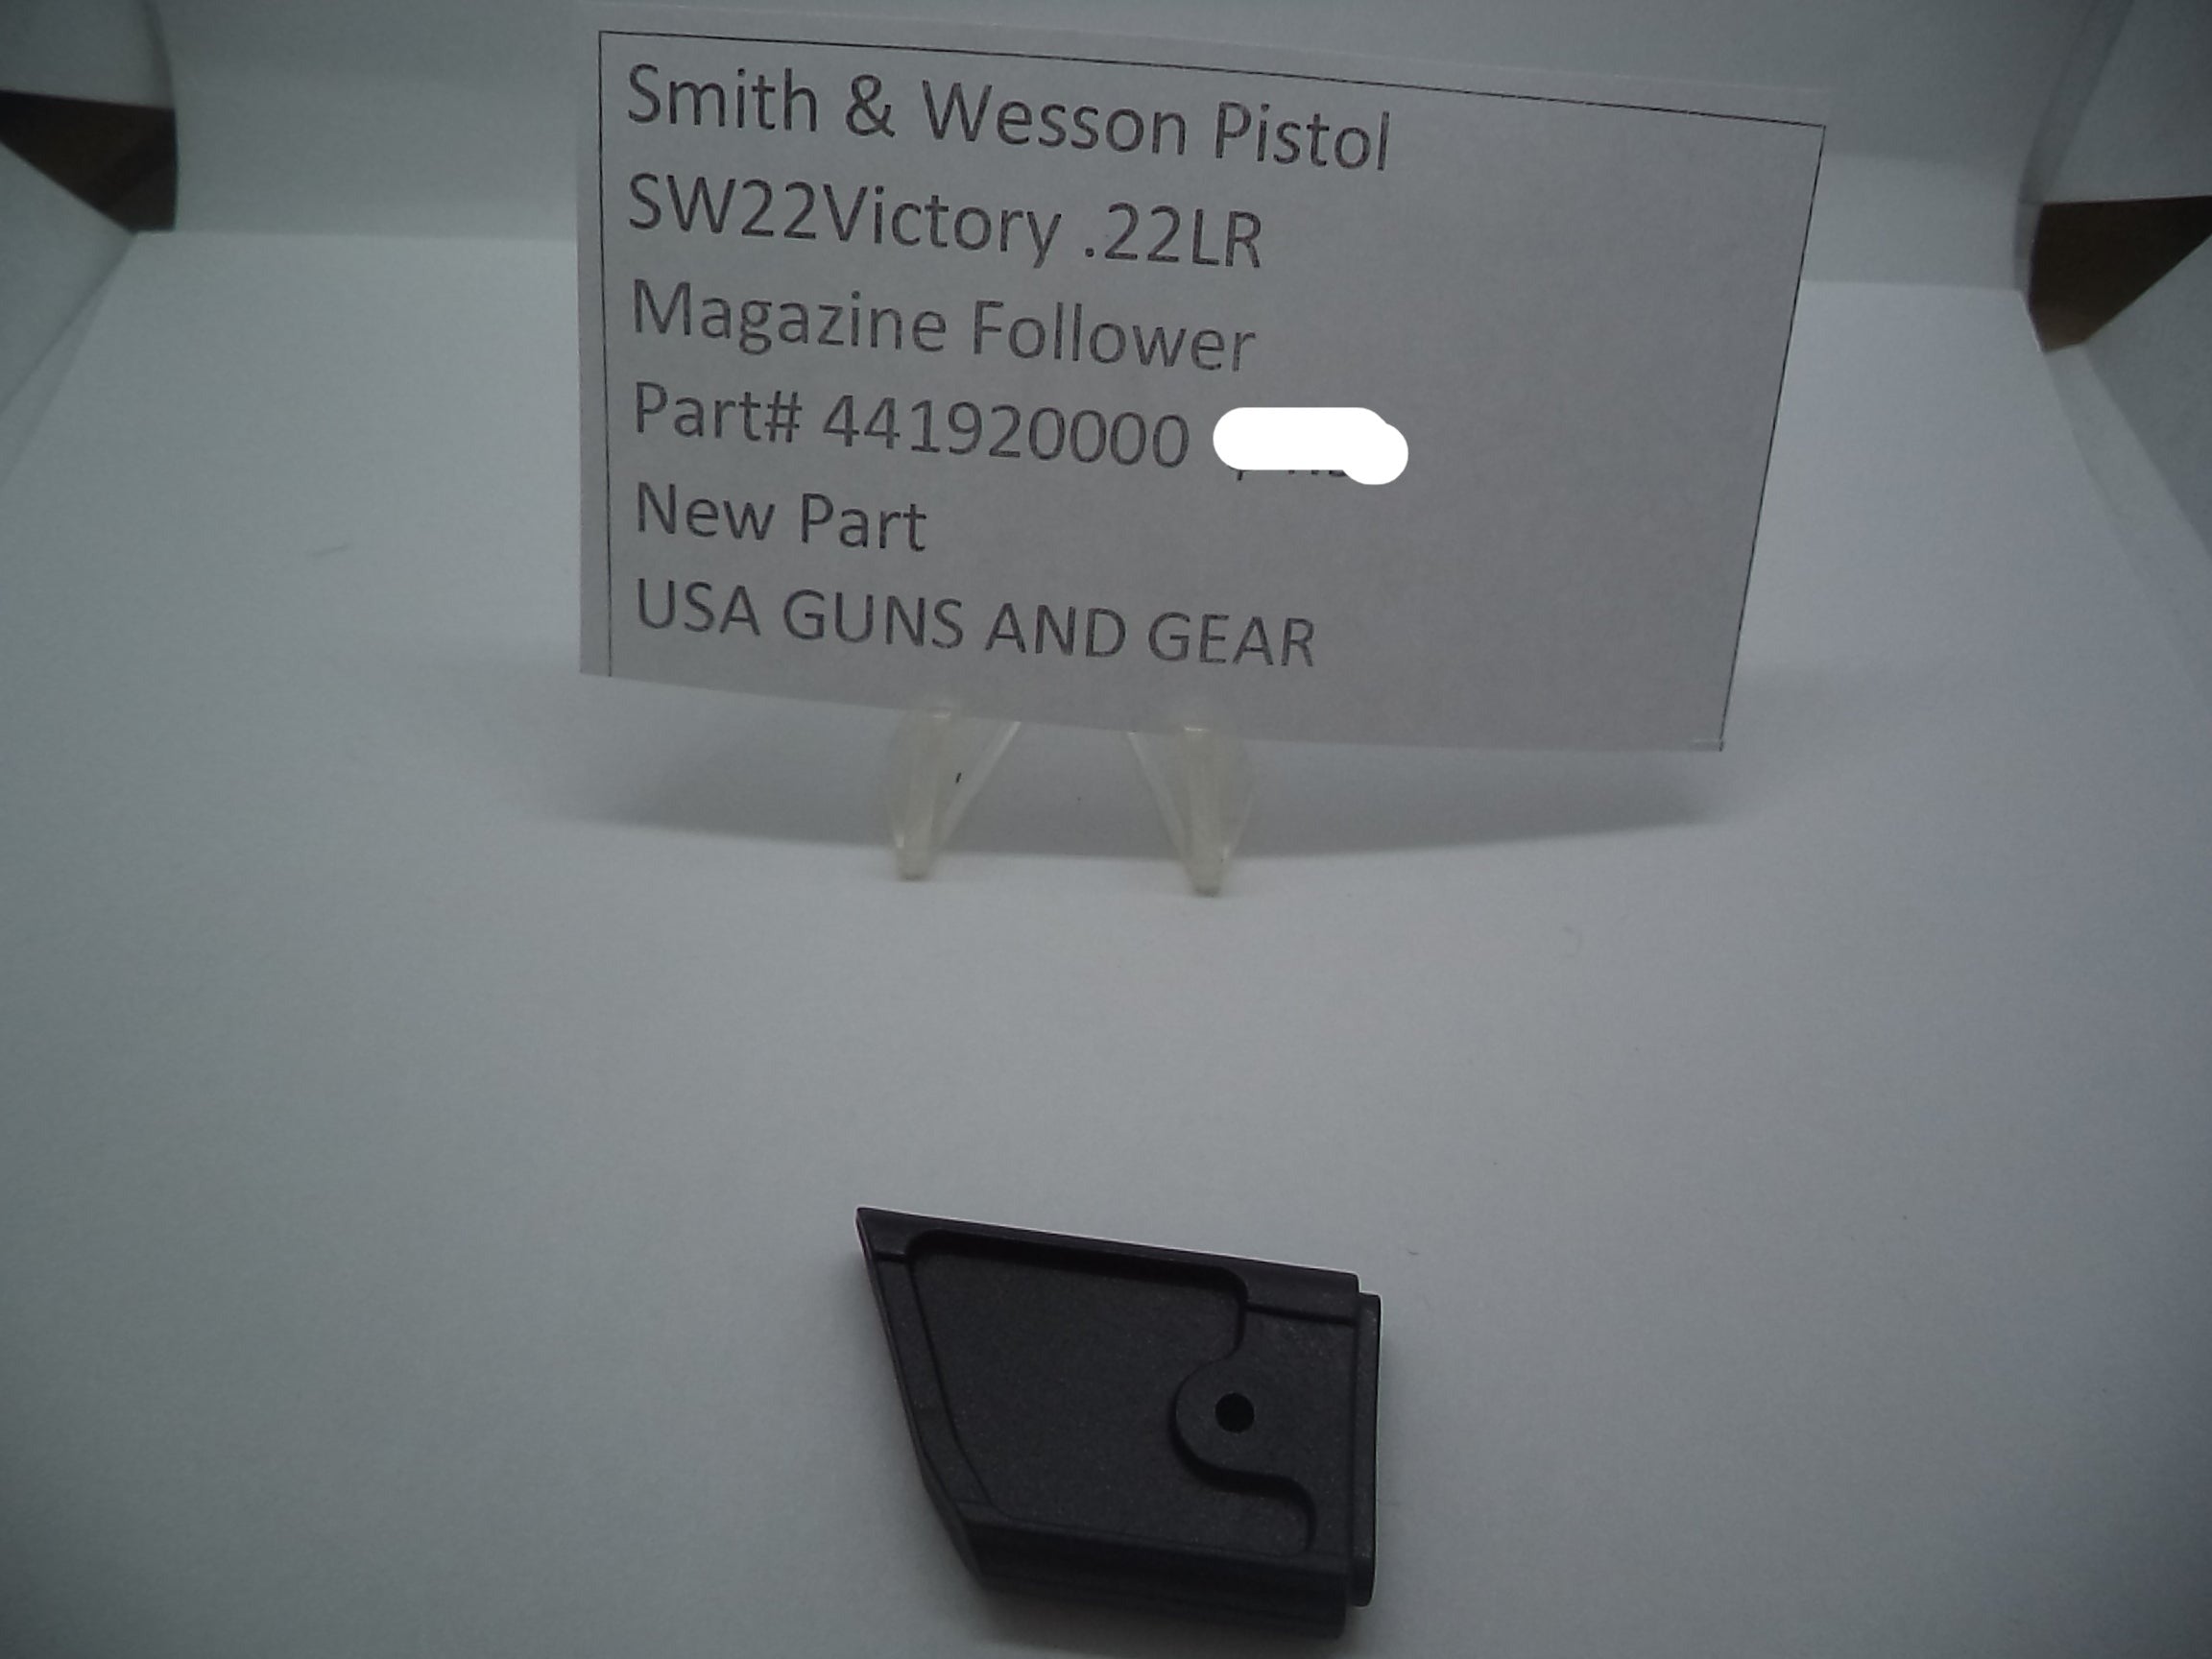 Smith & Wesson Pistol
SW22Victory .22LR
Magazine Follower
Part# 441920000
New Part
USA GUNS AND GEAR